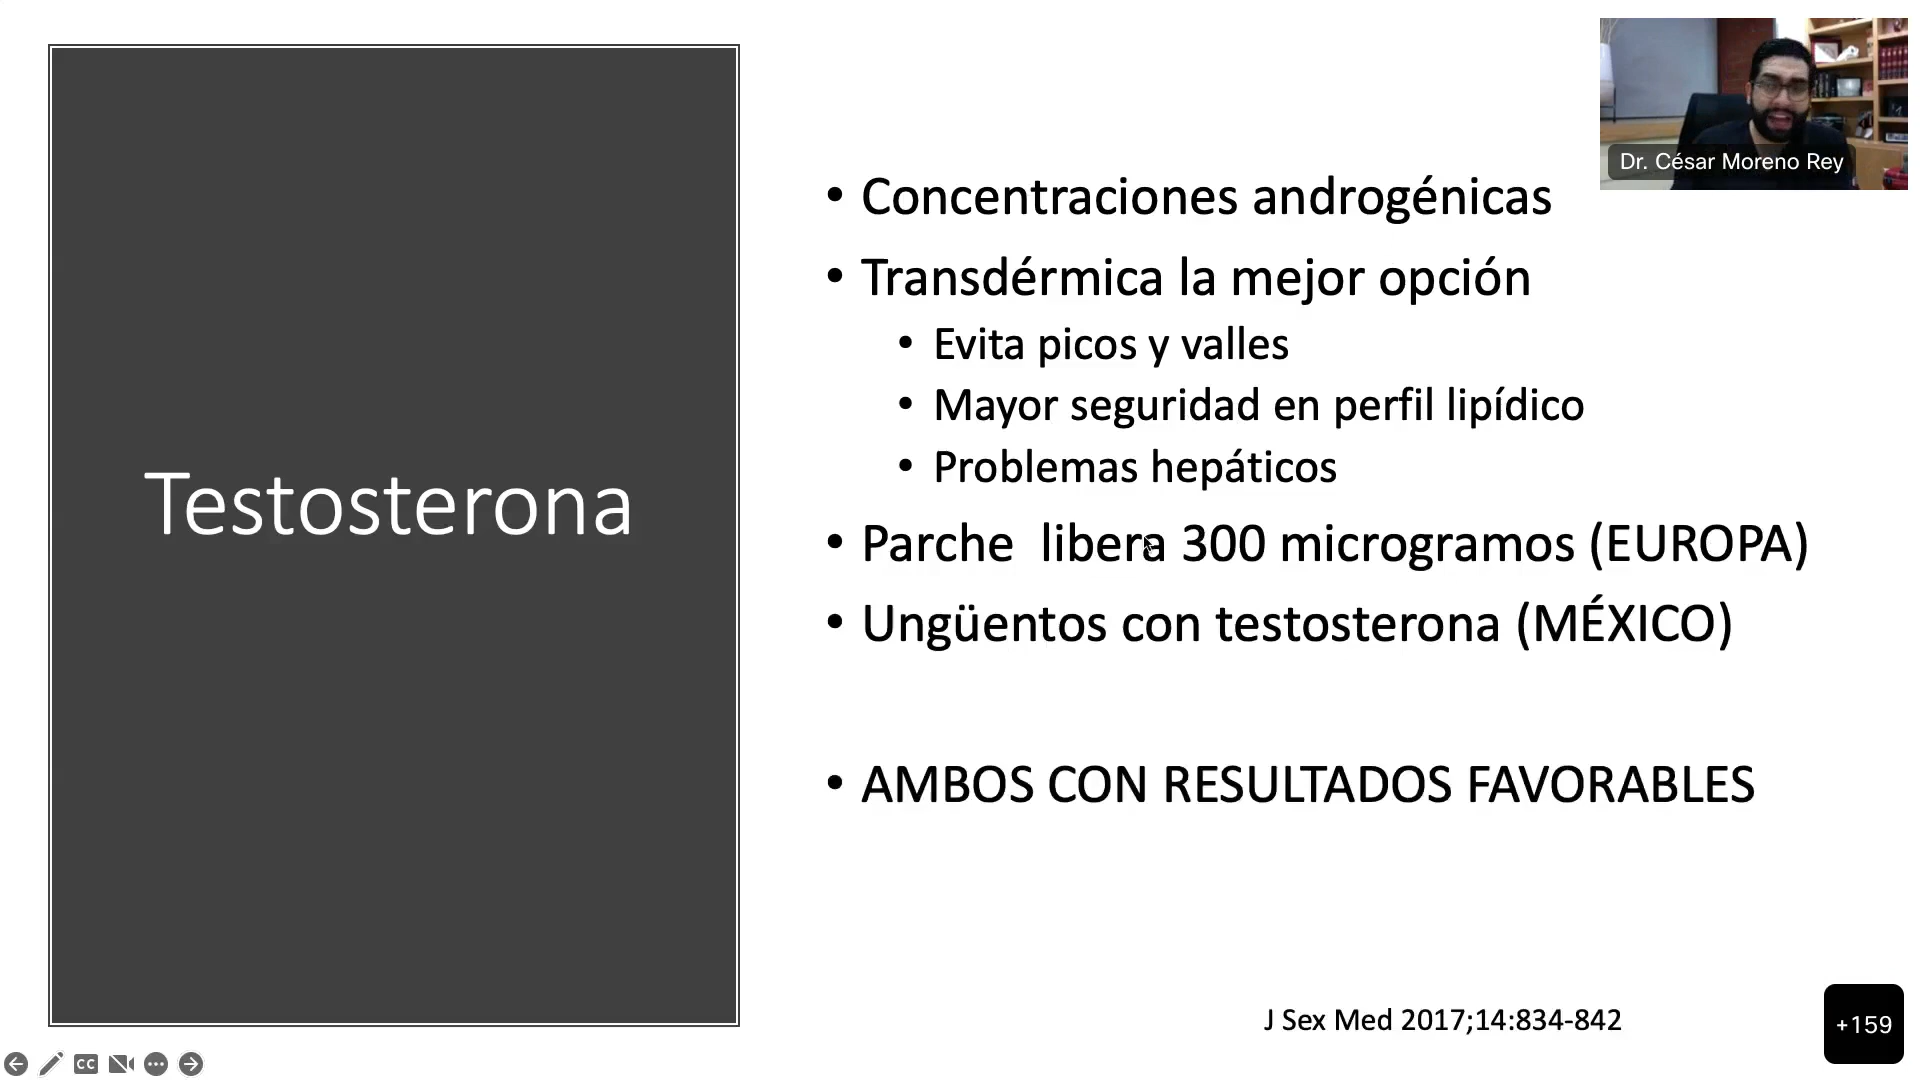 Testosterona
Dr. César Moreno Rey
• Concentraciones androgénicas
• Transdérmica la mejor opción
• Evita picos y valles
• Mayor seguridad en perfil lipídico
• Problemas hepáticos
• Parche libera 300 microgramos (EUROPA)
• Ungüentos con testosterona (MÉXICO)
• AMBOS CON RESULTADOS FAVORABLES
J Sex Med 2017;14:834-842
+159
CC